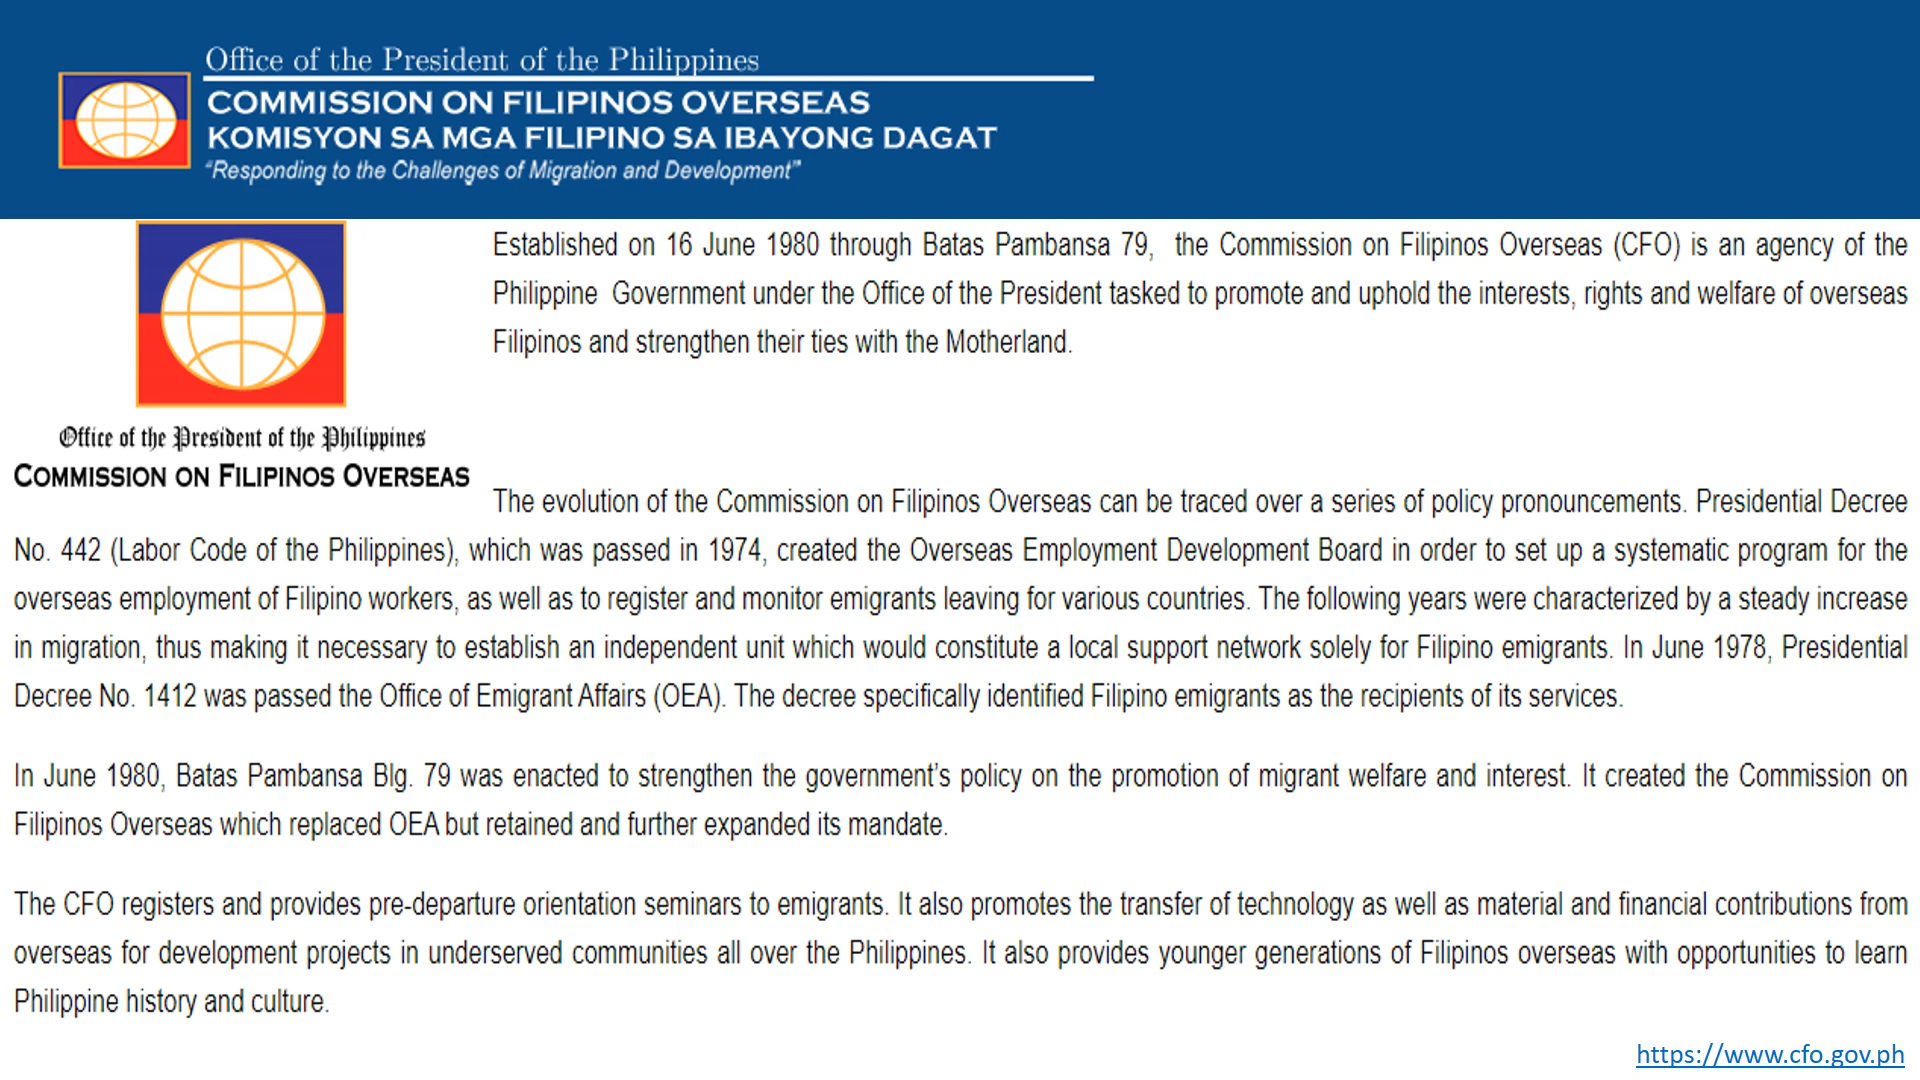 Office of the President of the Philippines
COMMISSION ON FILIPINOS OVERSEAS
KOMISYON SA MGA FILIPINO SA IBAYONG DAGAT
“Responding to the Challenges of Migration and Development”
Established on 16 June 1980 through Batas Pambansa 79, the Commission on Filipinos Overseas (CFO) is an agency of the
Philippine Government under the Office of the President tasked to promote and uphold the interests, rights and welfare of overseas
Filipinos and strengthen their ties with the Motherland.
Office of the President of the Philippines
COMMISSION ON FILIPINOS OVERSEAS
The evolution of the Commission on Filipinos Overseas can be traced over a series of policy pronouncements. Presidential Decree
No. 442 (Labor Code of the Philippines), which was passed in 1974, created the Overseas Employment Development Board in order to set up a systematic program for the
overseas employment of Filipino workers, as well as to register and monitor emigrants leaving for various countries. The following years were characterized by a steady increase
in migration, thus making it necessary to establish an independent unit which would constitute a local support network solely for Filipino emigrants. In June 1978, Presidential
Decree No. 1412 was passed the Office of Emigrant Affairs (OEA). The decree specifically identified Filipino emigrants as the recipients of its services.
In June 1980, Batas Pambansa Blg. 79 was enacted to strengthen the government’s policy on the promotion of migrant welfare and interest. It created the Commission on
Filipinos Overseas which replaced OEA but retained and further expanded its mandate.
The CFO registers and provides pre-departure orientation seminars to emigrants. It also promotes the transfer of technology as well as material and financial contributions from
overseas for development projects in underserved communities all over the Philippines. It also provides younger generations of Filipinos overseas with opportunities to learn
Philippine history and culture.
https://www.cfo.gov.ph